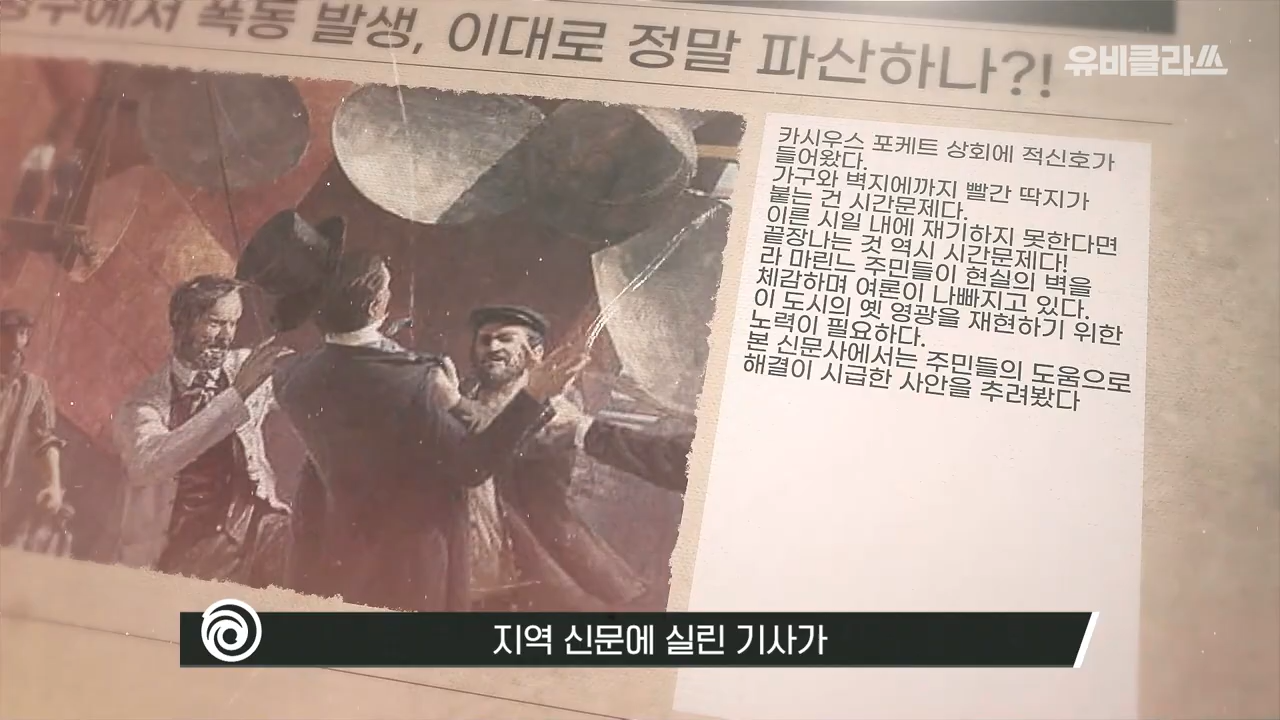 폭동 발생, 이대로 정말 파산하나?!
유비클라쓰
카시우스 포케트 상회에 적신호가
들어왔다.
가구와 벽지에까지 빨간 딱지가
붙는 건 시간문제다.
이른 시일 내에 재기하지 못한다면
끝장나는 것 역시 시간문제다!
라 마린느 주민들이 현실의 벽을
체감하며 여론이 나빠지고 있다.
이 도시의 옛 영광을 재현하기 위한
노력이 필요하다.
본 신문사에서는 주민들의 도움으로
해결이 시급한 사안을 추려봤다
지역 신문에 실린 기사가